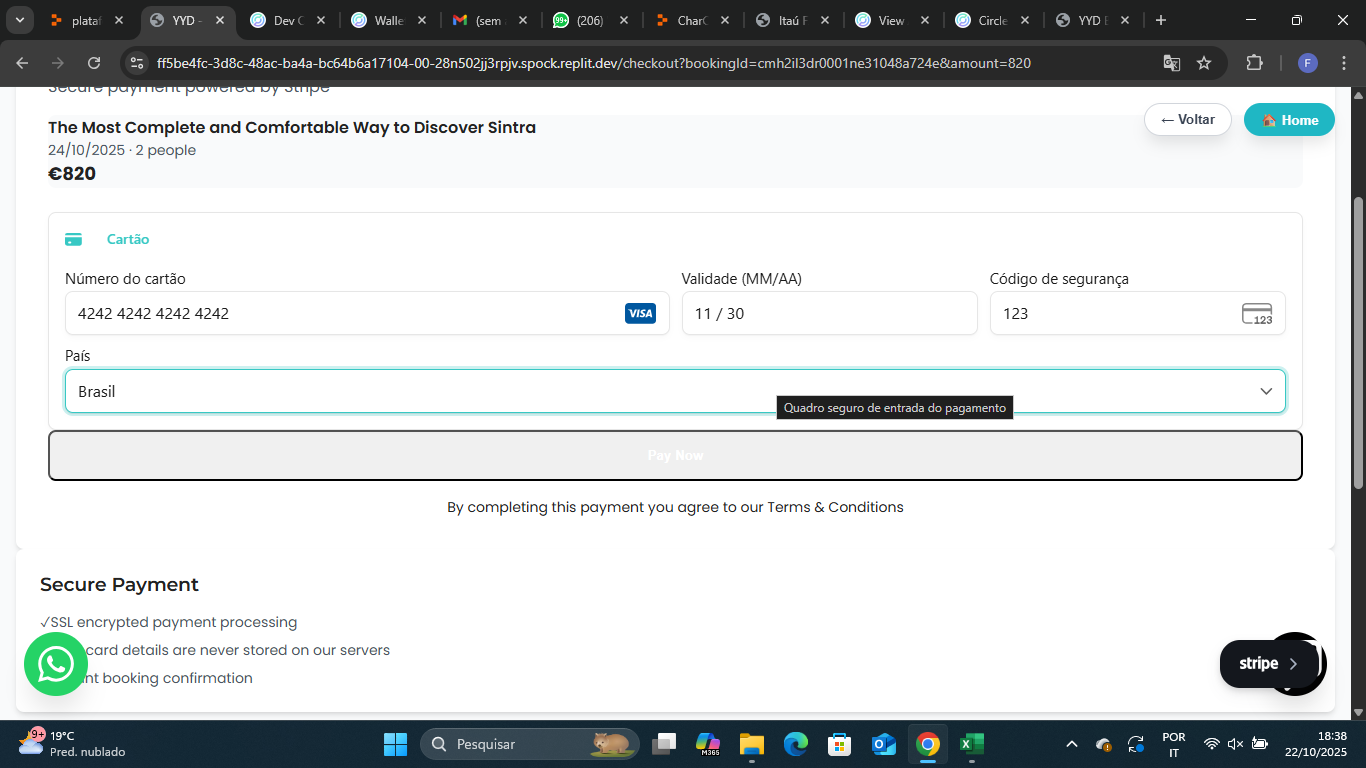 plataf
YYD -
Dev C
Walle
(sem
99+
(206)
CharG
Itaú F
View
Circle
YYD E
ff5be4fc-3d8c-48ac-ba4a-bc64b6a17104-00-28n502jj3rpjv.spock.replit.dev/checkout?bookingId=cmh2il3dr0001ne31048a724e&amount=820
F
Secure payment powered by Stripe
← Voltar
Home
The Most Complete and Comfortable Way to Discover Sintra
24/10/2025 · 2 people
€820
Cartão
Número do cartão
Validade (MM/AA)
Código de segurança
4242 4242 4242 4242
VISA
11 / 30
123
123
País
Brasil
Quadro seguro de entrada do pagamento
Pay Now
By completing this payment you agree to our Terms & Conditions
Secure Payment
✓SSL encrypted payment processing
card details are never stored on our servers
booking confirmation
stripe
9+
19°C
Pred. nublado
Pesquisar
M365
POR
IT
18:38
22/10/2025